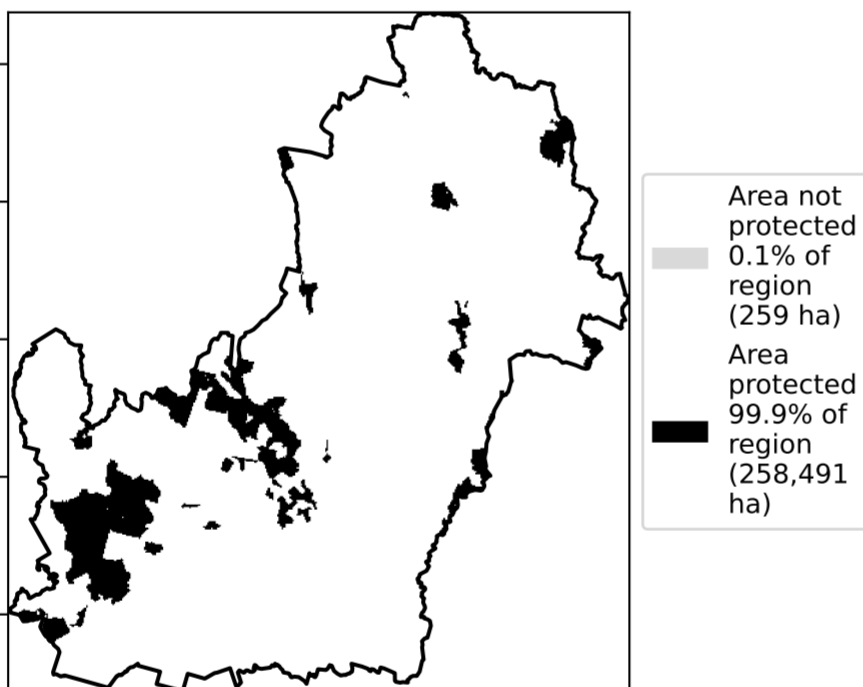 Area not
protected
0.1% of
region
(259 ha)
Area
protected
99.9% of
region
(258,491
ha)